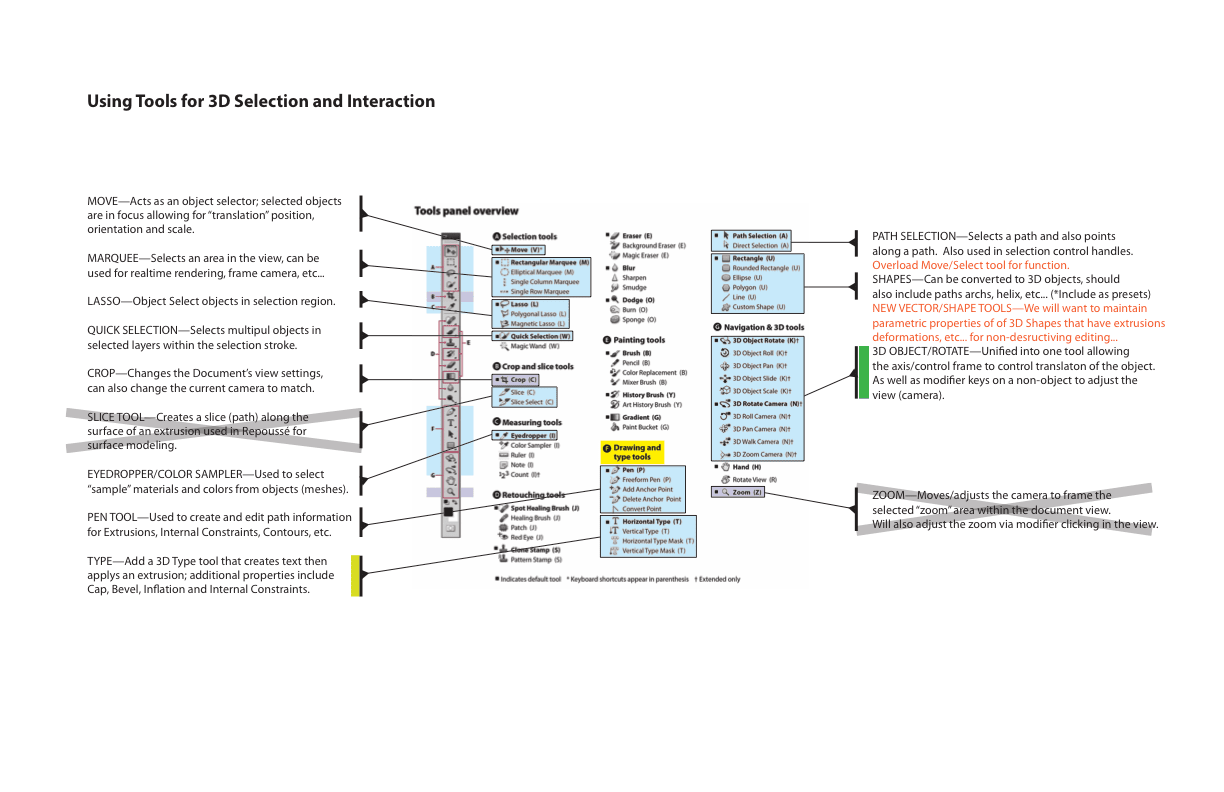 Using Tools for 3D Selection and Interaction
MOVE—Acts as an object selector; selected objects
are in focus allowing for “translation” position,
orientation and scale.
MARQUEE—Selects an area in the view, can be
used for realtime rendering, frame camera, etc...
LASSO—Object Select objects in selection region.
QUICK SELECTION—Selects multipul objects in
selected layers within the selection stroke.
CROP—Changes the Document’s view settings,
can also change the current camera to match.
SLICE TOOL—Creates a slice (path) along the
surface of an extrusion used in Repoussé for
surface modeling.
EYEDROPPER/COLOR SAMPLER—Used to select
“sample” materials and colors from objects (meshes).
PEN TOOL—Used to create and edit path information
for Extrusions, Internal Constraints, Contours, etc.
TYPE—Add a 3D Type tool that creates text then
applys an extrusion; additional properties include
Cap, Bevel, Inflation and Internal Constraints.
Tools panel overview
A
B
C
D
E
F
G
A Selection tools
Move (V)*
Rectangular Marquee (M)
Elliptical Marquee (M)
Single Column Marquee
Single Row Marquee
Lasso (L)
Polygonal Lasso (L)
Magnetic Lasso (L)
Quick Selection (W)
Magic Wand (W)
B Crop and slice tools
Crop (C)
Slice (C)
Slice Select (C)
C Measuring tools
Eyedropper (I)
Color Sampler (I)
Ruler (I)
Note (I)
Count (I)†
D Retouching tools
Spot Healing Brush (J)
Healing Brush (J)
Patch (J)
Red Eye (J)
Clone Stamp (S)
Pattern Stamp (S)
Eraser (E)
Background Eraser (E)
Magic Eraser (E)
Blur
Sharpen
Smudge
Dodge (O)
Burn (O)
Sponge (O)
E Painting tools
Brush (B)
Pencil (B)
Color Replacement (B)
Mixer Brush (B)
History Brush (Y)
Art History Brush (Y)
Gradient (G)
Paint Bucket (G)
F Drawing and
type tools
Pen (P)
Freeform Pen (P)
Add Anchor Point
Delete Anchor Point
Convert Point
Horizontal Type (T)
Vertical Type (T)
Horizontal Type Mask (T)
Vertical Type Mask (T)
Path Selection (A)
Direct Selection (A)
Rectangle (U)
Rounded Rectangle (U)
Ellipse (U)
Polygon (U)
Line (U)
Custom Shape (U)
G Navigation & 3D tools
3D Object Rotate (K)†
3D Object Roll (K)†
3D Object Pan (K)†
3D Object Slide (K)†
3D Object Scale (K)†
3D Rotate Camera (N)†
3D Roll Camera (N)†
3D Pan Camera (N)†
3D Walk Camera (N)†
3D Zoom Camera (N)†
Hand (H)
Rotate View (R)
Zoom (Z)
■ Indicates default tool * Keyboard shortcuts appear in parenthesis † Extended only
PATH SELECTION—Selects a path and also points
along a path. Also used in selection control handles.
Overload Move/Select tool for function.
SHAPES—Can be converted to 3D objects, should
also include paths archs, helix, etc... (*Include as presets)
NEW VECTOR/SHAPE TOOLS—We will want to maintain
parametric properties of of 3D Shapes that have extrusions
deformations, etc... for non-desructiving editing...
3D OBJECT/ROTATE—Unified into one tool allowing
the axis/control frame to control translaton of the object.
As well as modifier keys on a non-object to adjust the
view (camera).
ZOOM—Moves/adjusts the camera to frame the
selected “zoom” area within the document view.
Will also adjust the zoom via modifier clicking in the view.